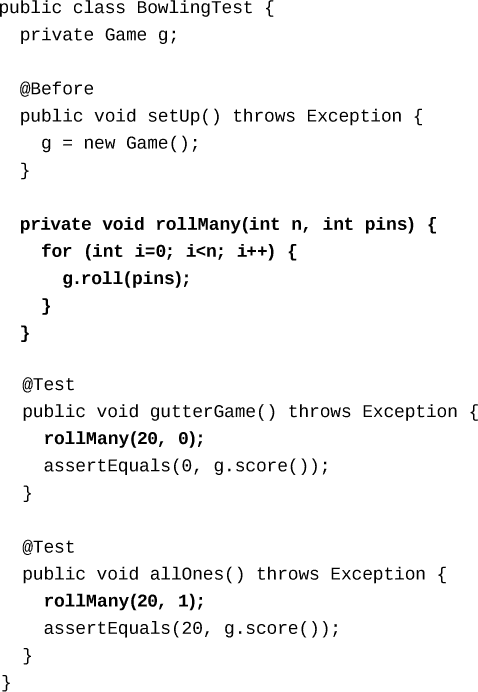 public class BowlingTest {
private Game g;
@Before
public void setUp() throws Exception {
g = new Game();
}
private void rollMany(int n, int pins) {
for (int i=0; i<n; i++) {
g.roll(pins);
}
}
@Test
public void gutterGame() throws Exception {
rollMany(20, 0);
assertEquals(0, g.score());
}
@Test
public void allOnes() throws Exception {
rollMany(20, 1);
assertEquals(20, g.score());
}
}